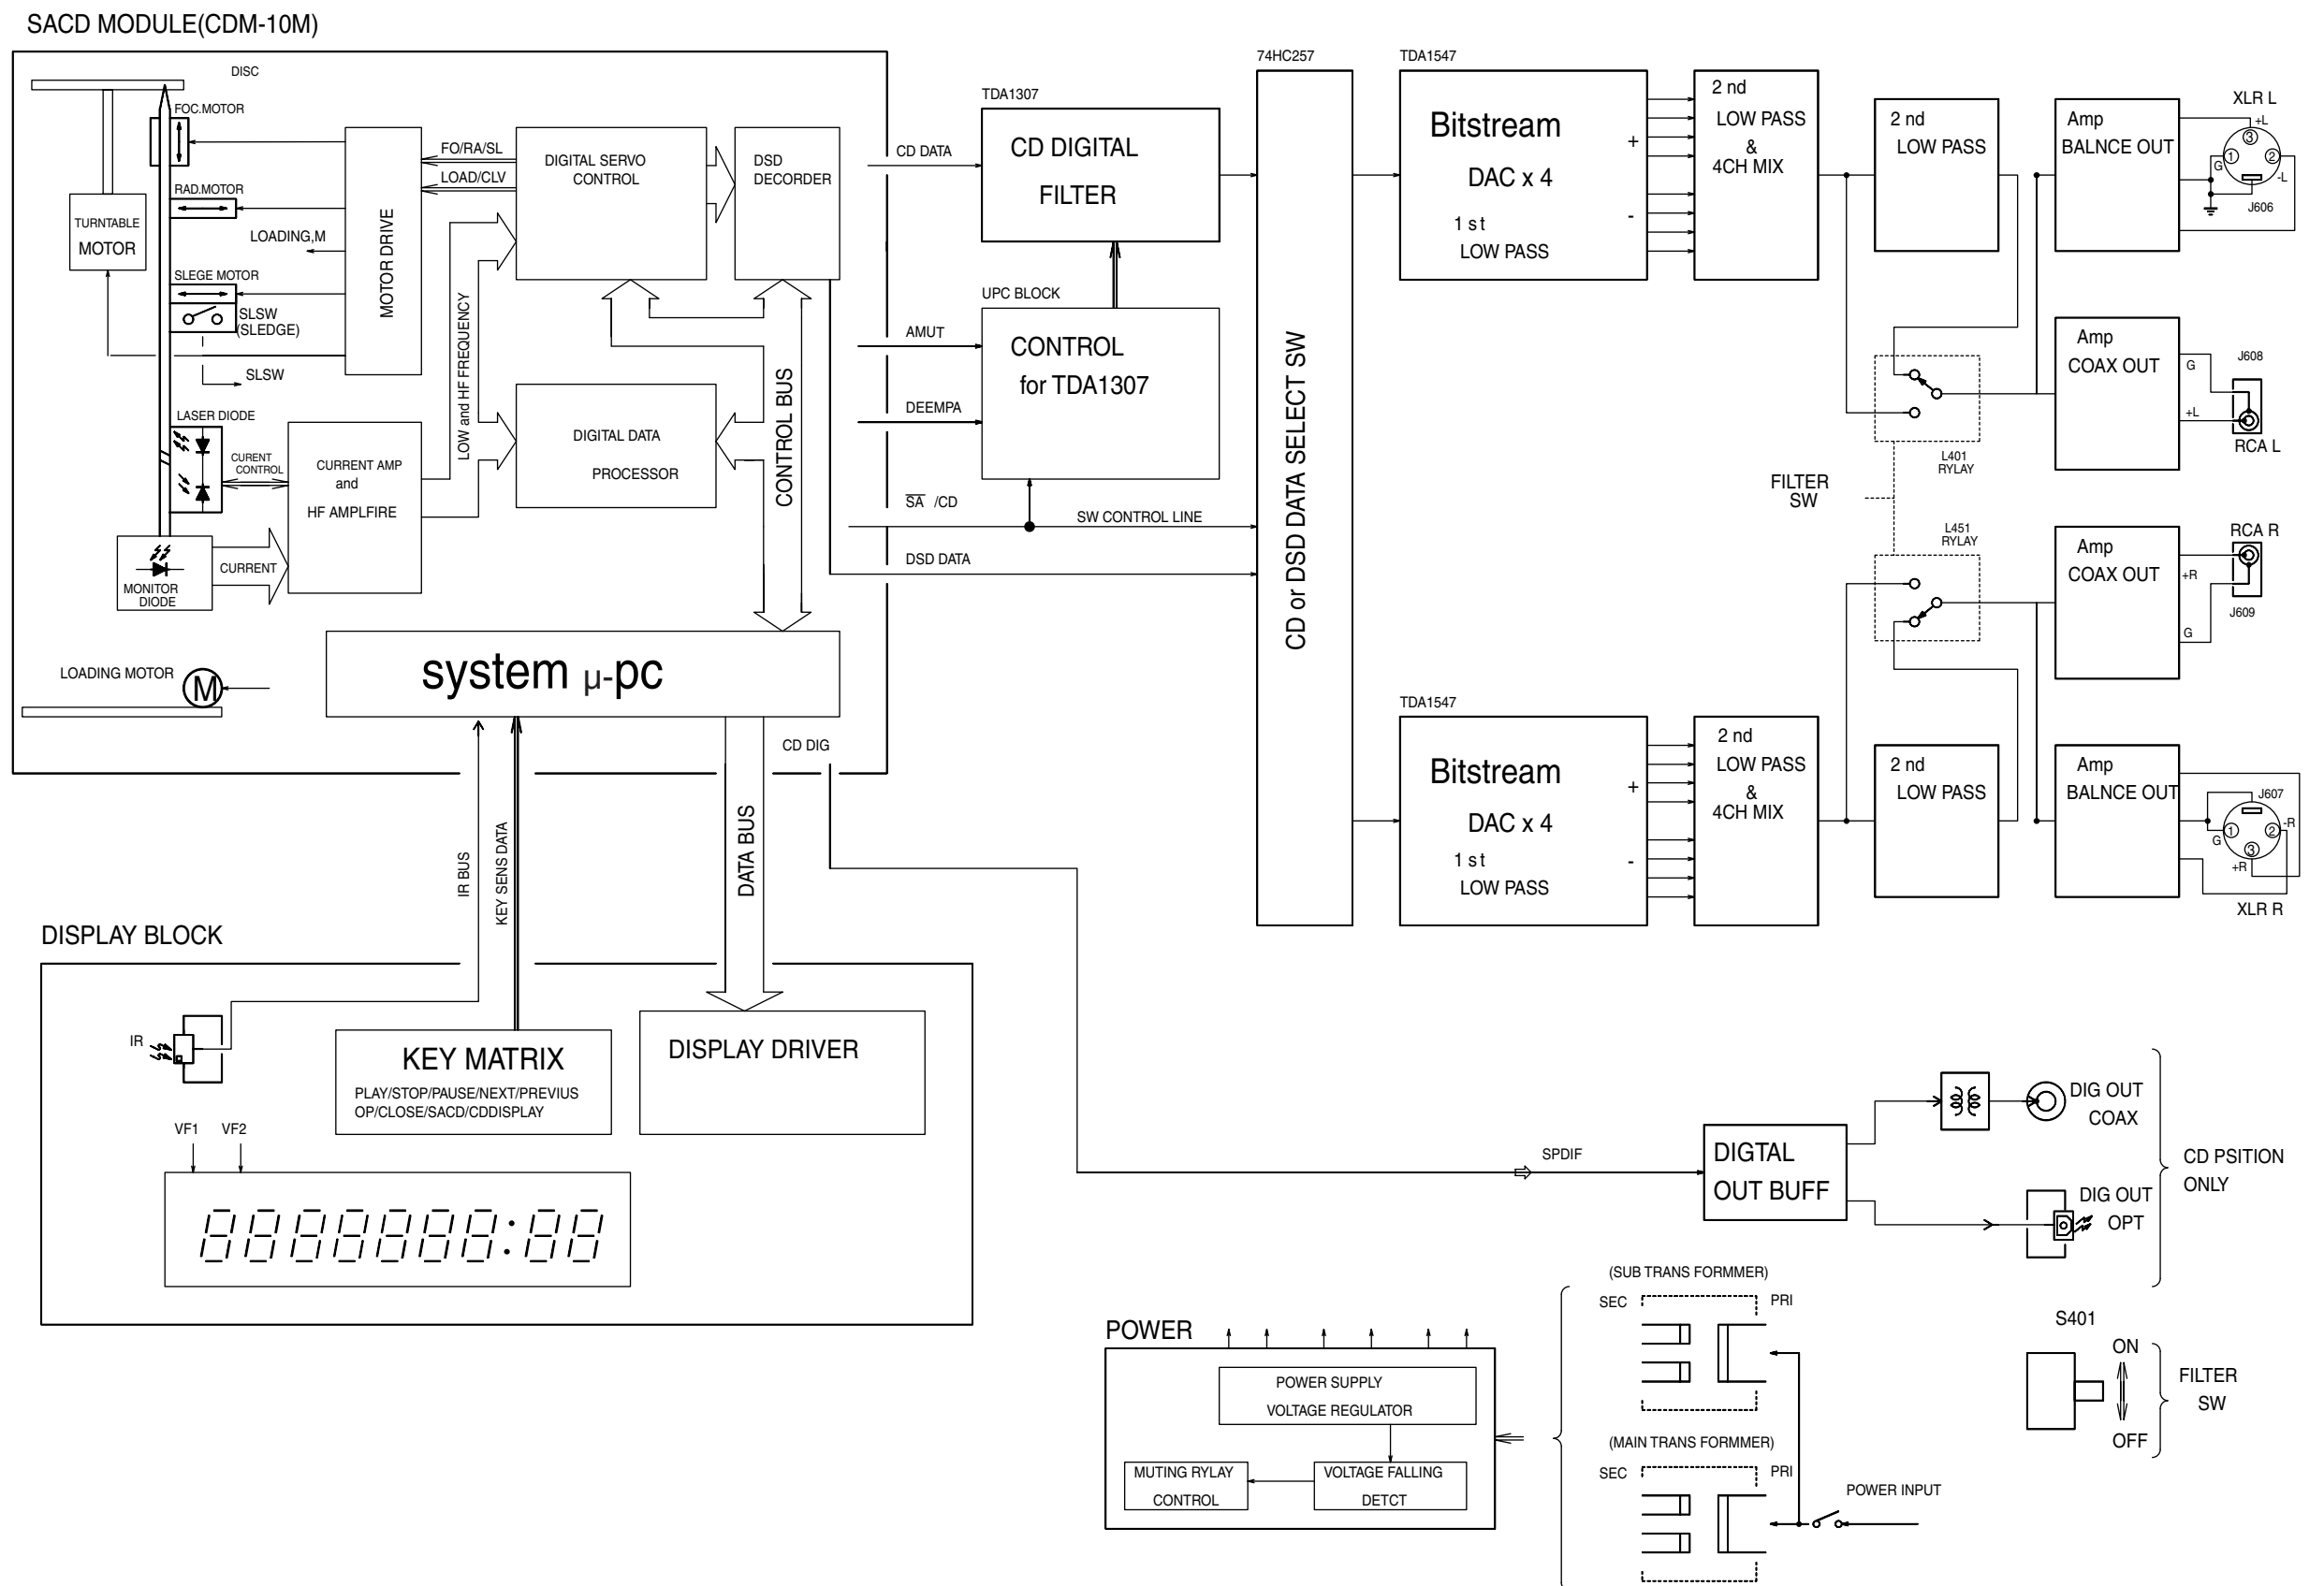 SACD MODULE(CDM-10M)
DISC
FOC.MOTOR
RAD.MOTOR
TURNTABLE
MOTOR
LOADING,M
SLEGE MOTOR
SLSW
(SLEDGE)
SLSW
MOTOR DRIVE
FO/RA/SL
LOAD/CLV
DIGITAL SERVO
CONTROL
DSD
DECORDER
LOW and HF FREQUENCY
LASER DIODE
CURENT
CONTROL
CURRENT AMP
and
HF AMPLFIRE
DIGITAL DATA
PROCESSOR
CONTROL BUS
MONITOR
DIODE
CURRENT
LOADING MOTOR
M
system μ-pc
CD DIG
IR BUS
KEY SENS DATA
DATA BUS
CD DATA
AMUT
DEEMPA
SA /CD
SW CONTROL LINE
DSD DATA
TDA1307
CD DIGITAL
FILTER
UPC BLOCK
CONTROL
for TDA1307
74HC257
CD or DSD DATA SELECT SW
TDA1547
Bitstream
DAC x 4
1 s t
LOW PASS
+
-
2 nd
LOW PASS
&
4CH MIX
2 nd
LOW PASS
Amp
BALNCE OUT
XLR L
+L
3
1
2
G
-L
J606
Amp
COAX OUT
G
+L
J608
RCA L
L401
RYLAY
FILTER
SW
L451
RYLAY
Amp
COAX OUT
RCA R
+R
G
J609
TDA1547
Bitstream
DAC x 4
1 s t
LOW PASS
+
-
2 nd
LOW PASS
&
4CH MIX
2 nd
LOW PASS
Amp
BALNCE OUT
J607
-R
1
2
3
G
+R
XLR R
DISPLAY BLOCK
IR
KEY MATRIX
PLAY/STOP/PAUSE/NEXT/PREVIUS
OP/CLOSE/SACD/CDDISPLAY
DISPLAY DRIVER
VF1
VF2
8888888:88
SPDIF
DIGTAL
OUT BUFF
DIG OUT
COAX
DIG OUT
OPT
CD PSITION
ONLY
POWER
POWER SUPPLY
VOLTAGE REGULATOR
MUTING RYLAY
CONTROL
VOLTAGE FALLING
DETCT
(SUB TRANS FORMMER)
SEC
PRI
(MAIN TRANS FORMMER)
SEC
PRI
POWER INPUT
S401
ON
OFF
FILTER
SW